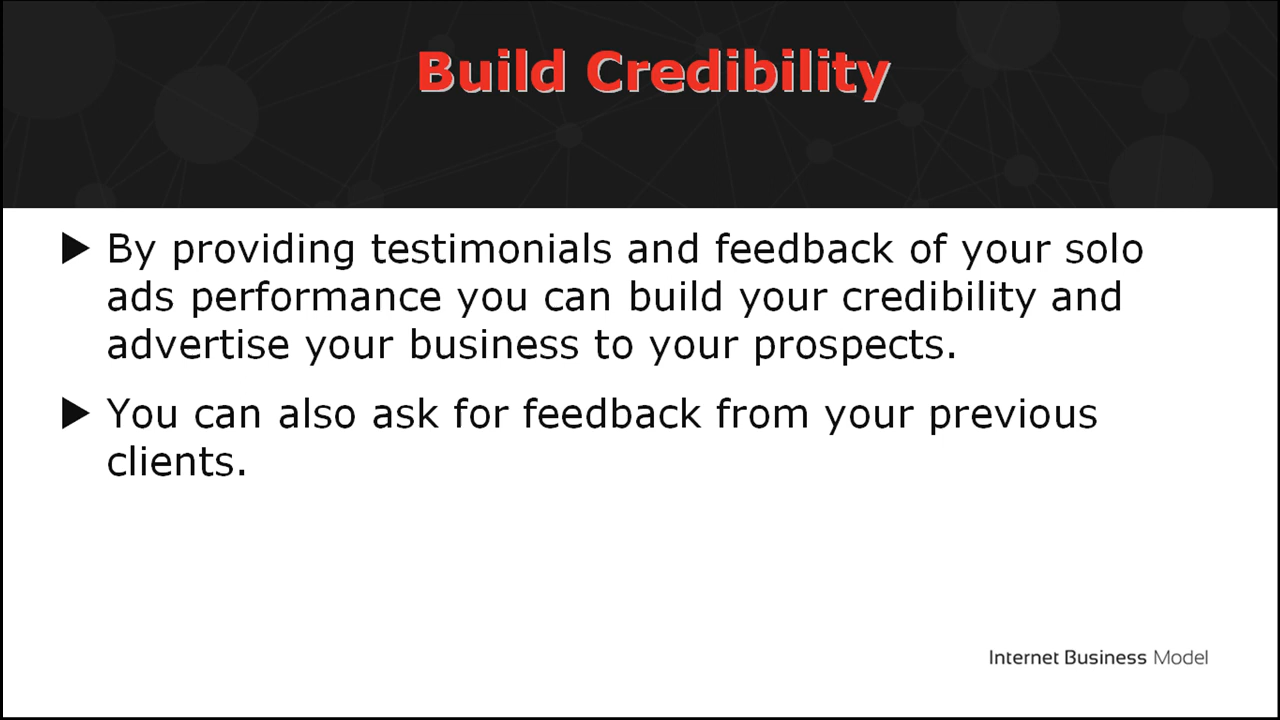 Build Credibility
By providing testimonials and feedback of your solo
ads performance you can build your credibility and
advertise your business to your prospects.
You can also ask for feedback from your previous
clients.
Internet Business Model